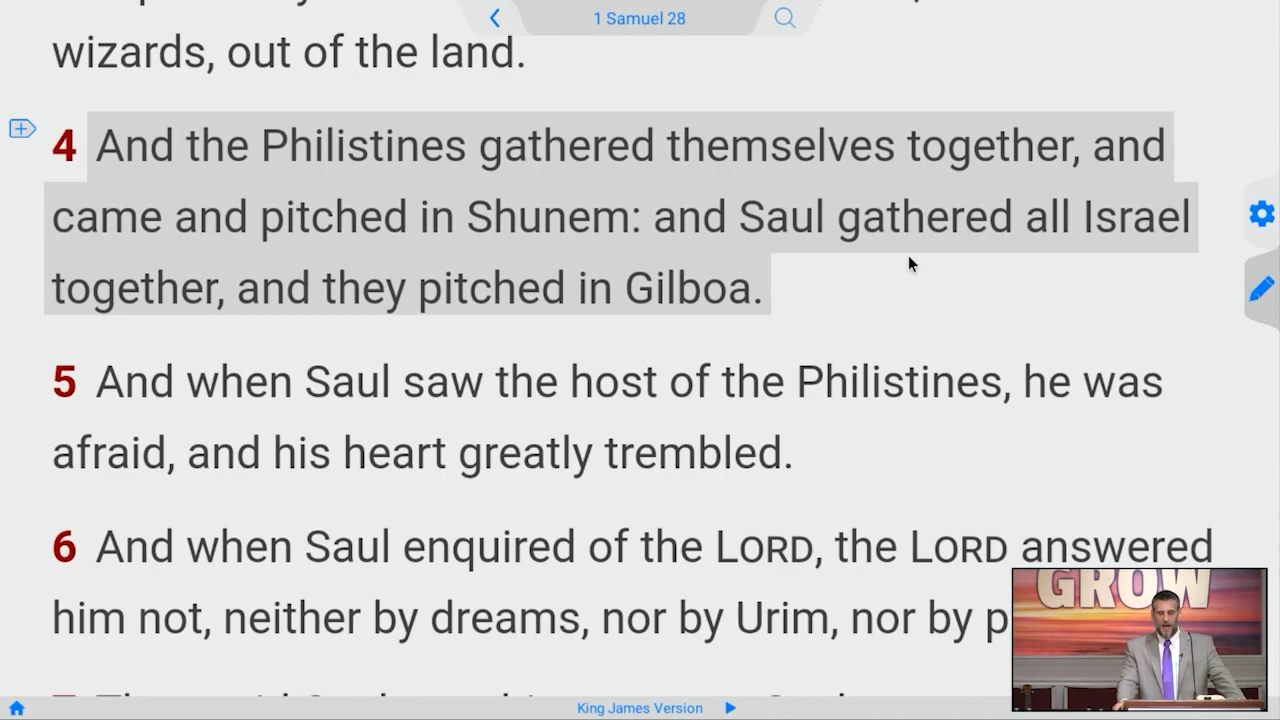 1 Samuel 28
wizards, out of the land.
4 And the Philistines gathered themselves together, and
came and pitched in Shunem: and Saul gathered all Israel
together, and they pitched in Gilboa.
5 And when Saul saw the host of the Philistines, he was
afraid, and his heart greatly trembled.
6 And when Saul enquired of the LORD, the LORD answered
him not, neither by dreams, nor by Urim, nor by p
GROW
King James Version